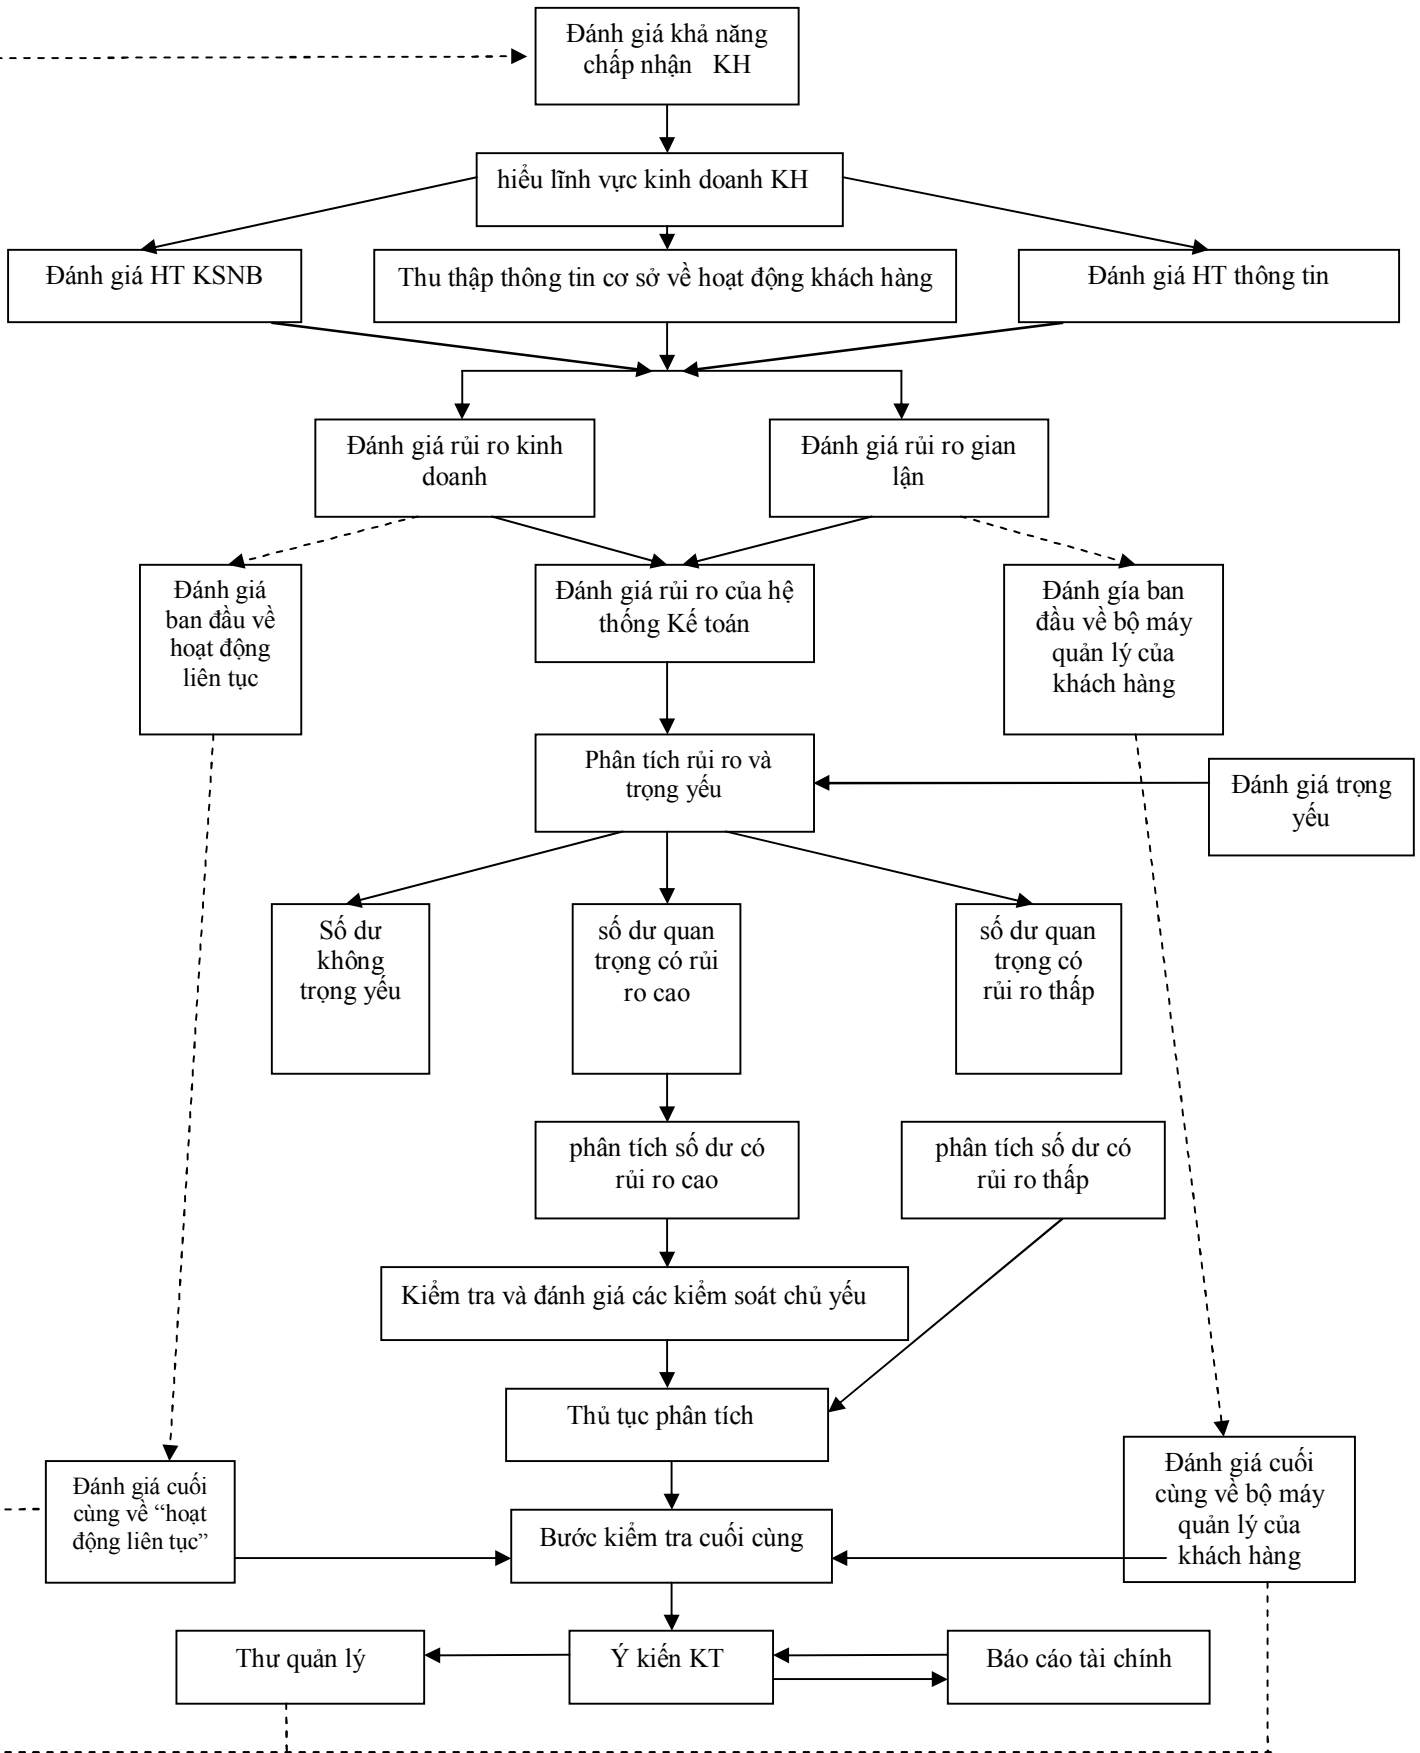 Đánh giá khả năng
chấp nhận KH
hiểu lĩnh vực kinh doanh KH
Đánh giá HT KSNB
Thu thập thông tin cơ sở về hoạt động khách hàng
Đánh giá HT thông tin
Đánh giá rủi ro kinh
doanh
Đánh giá rủi ro gian
lận
Đánh giá
ban đầu về
hoạt động
liên tục
Đánh giá rủi ro của hệ
thống Kế toán
Đánh gía ban
đầu về bộ máy
quản lý của
khách hàng
Phân tích rủi ro và
trọng yếu
Đánh giá trọng
yếu
Số dư
không
trọng yếu
số dư quan
trọng có rủi
ro cao
số dư quan
trọng có
rủi ro thấp
phân tích số dư có
rủi ro cao
phân tích số dư có
rủi ro thấp
Kiểm tra và đánh giá các kiểm soát chủ yếu
Thủ tục phân tích
Đánh giá cuối
cùng về “hoạt
động liên tục”
Bước kiểm tra cuối cùng
Đánh giá cuối
cùng về bộ máy
quản lý của
khách hàng
Thư quản lý
Ý kiến KT
Báo cáo tài chính